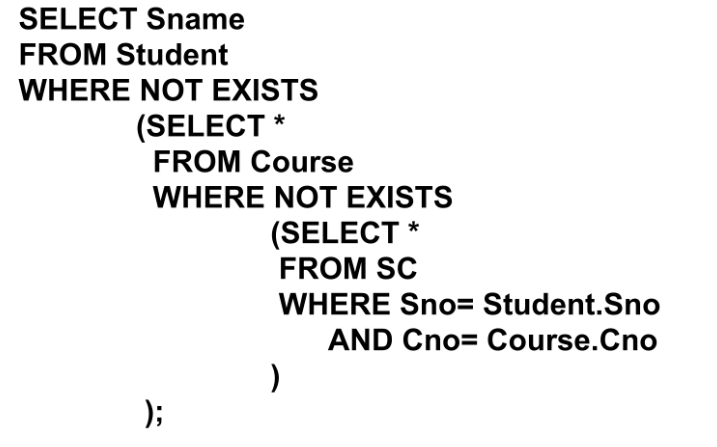 SELECT Sname
FROM Student
WHERE NOT EXISTS
(SELECT *
FROM Course
WHERE NOT EXISTS
(SELECT *
FROM SC
WHERE Sno= Student.Sno
AND Cno= Course.Cno
)
);